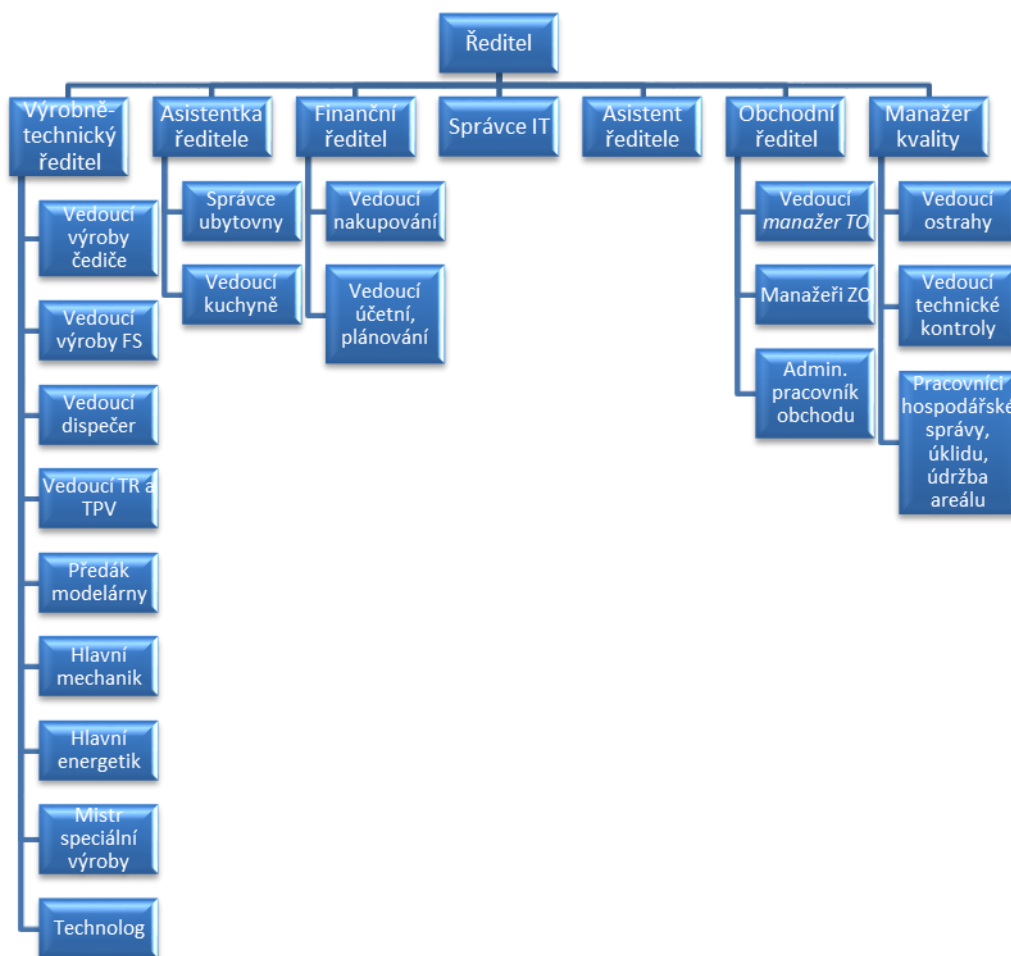 Ředitel
Výrobně-
technický
ředitel
Asistentka
ředitele
Finanční
ředitel
Správce IT
Asistent
ředitele
Obchodní
ředitel
Manažer
kvality
Vedoucí
výroby
čediče
Vedoucí
výroby FS
Vedoucí
dispečer
Vedoucí TR a
TPV
Předák
modelárny
Hlavní
mechanik
Hlavní
energetik
Mistr
speciální
výroby
Technolog
Správce
ubytovny
Vedoucí
kuchyně
Vedoucí
nakupování
Vedoucí
účetní,
plánování
Vedoucí
manažer TO
Manažeři ZO
Admin.
pracovník
obchodu
Vedoucí
ostrahy
Vedoucí
technické
kontroly
Pracovníci
hospodářské
správy,
úklidu,
údržba
areálu